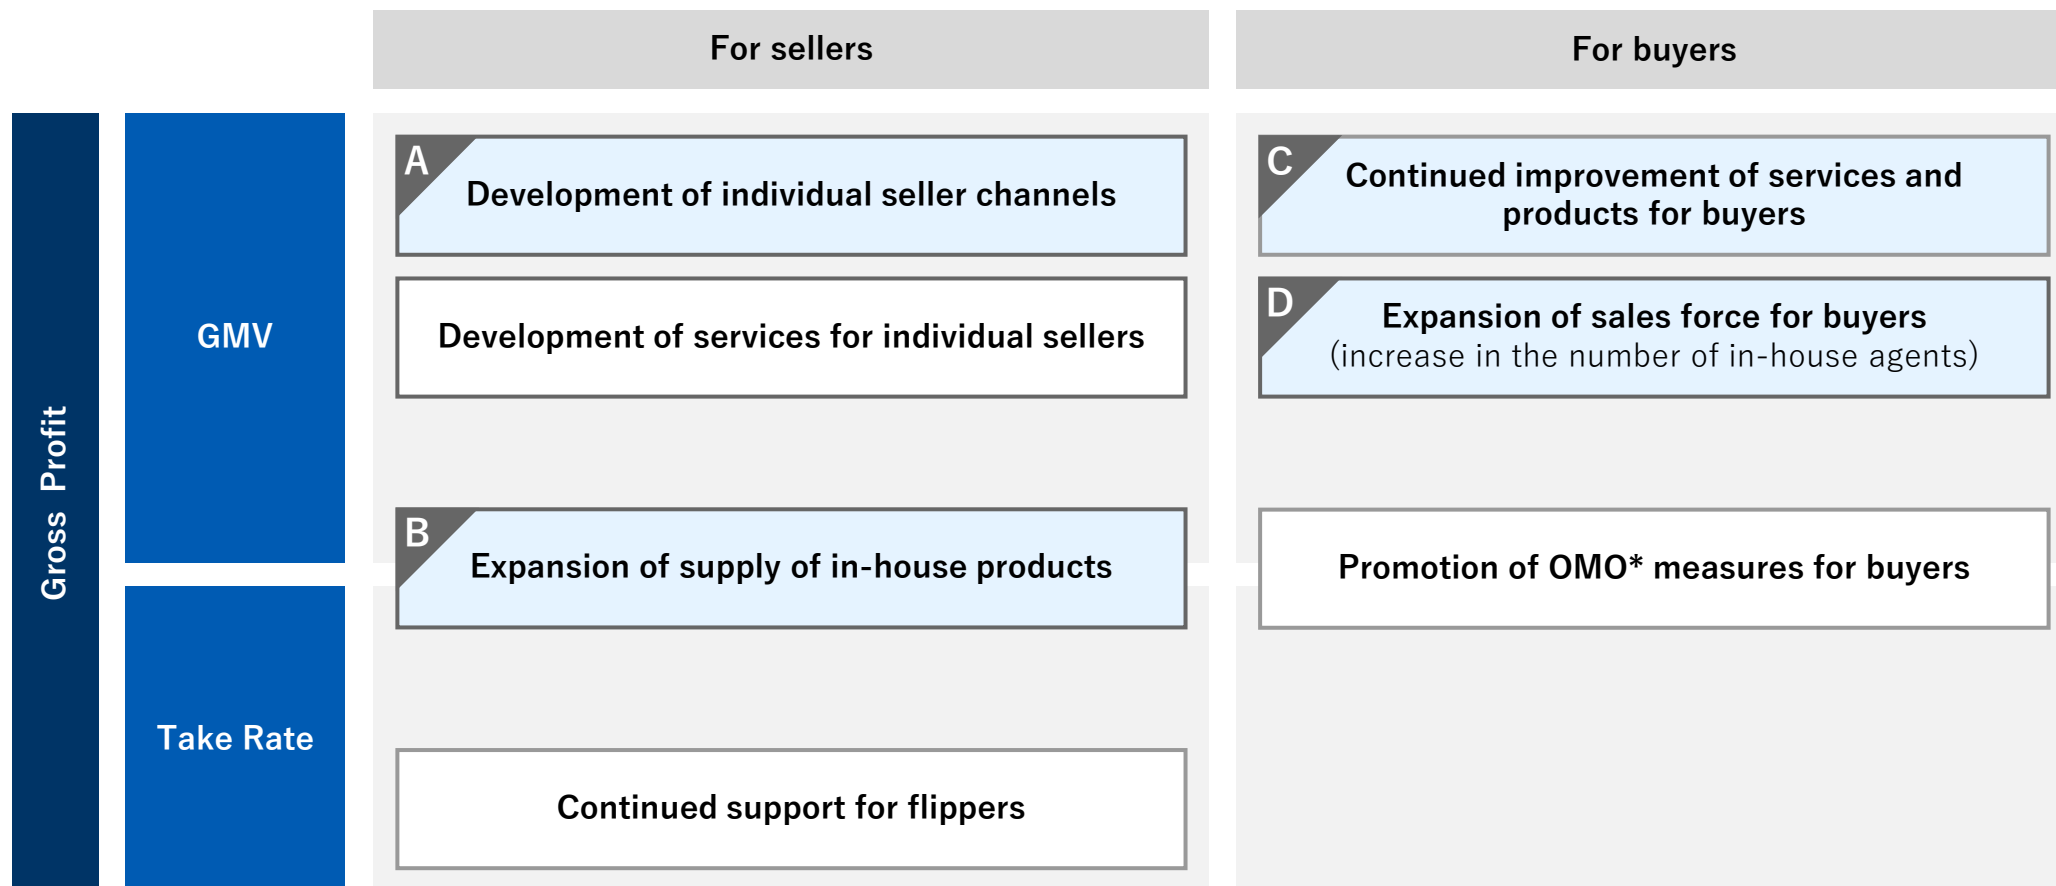 For sellers
For buyers
Gross Profit
GMV
A
Development of individual seller channels
Development of services for individual sellers
C
Continued improvement of services and
products for buyers
D
Expansion of sales force for buyers
(increase in the number of in-house agents)
B
Expansion of supply of in-house products
Promotion of OMO* measures for buyers
Take Rate
Continued support for flippers